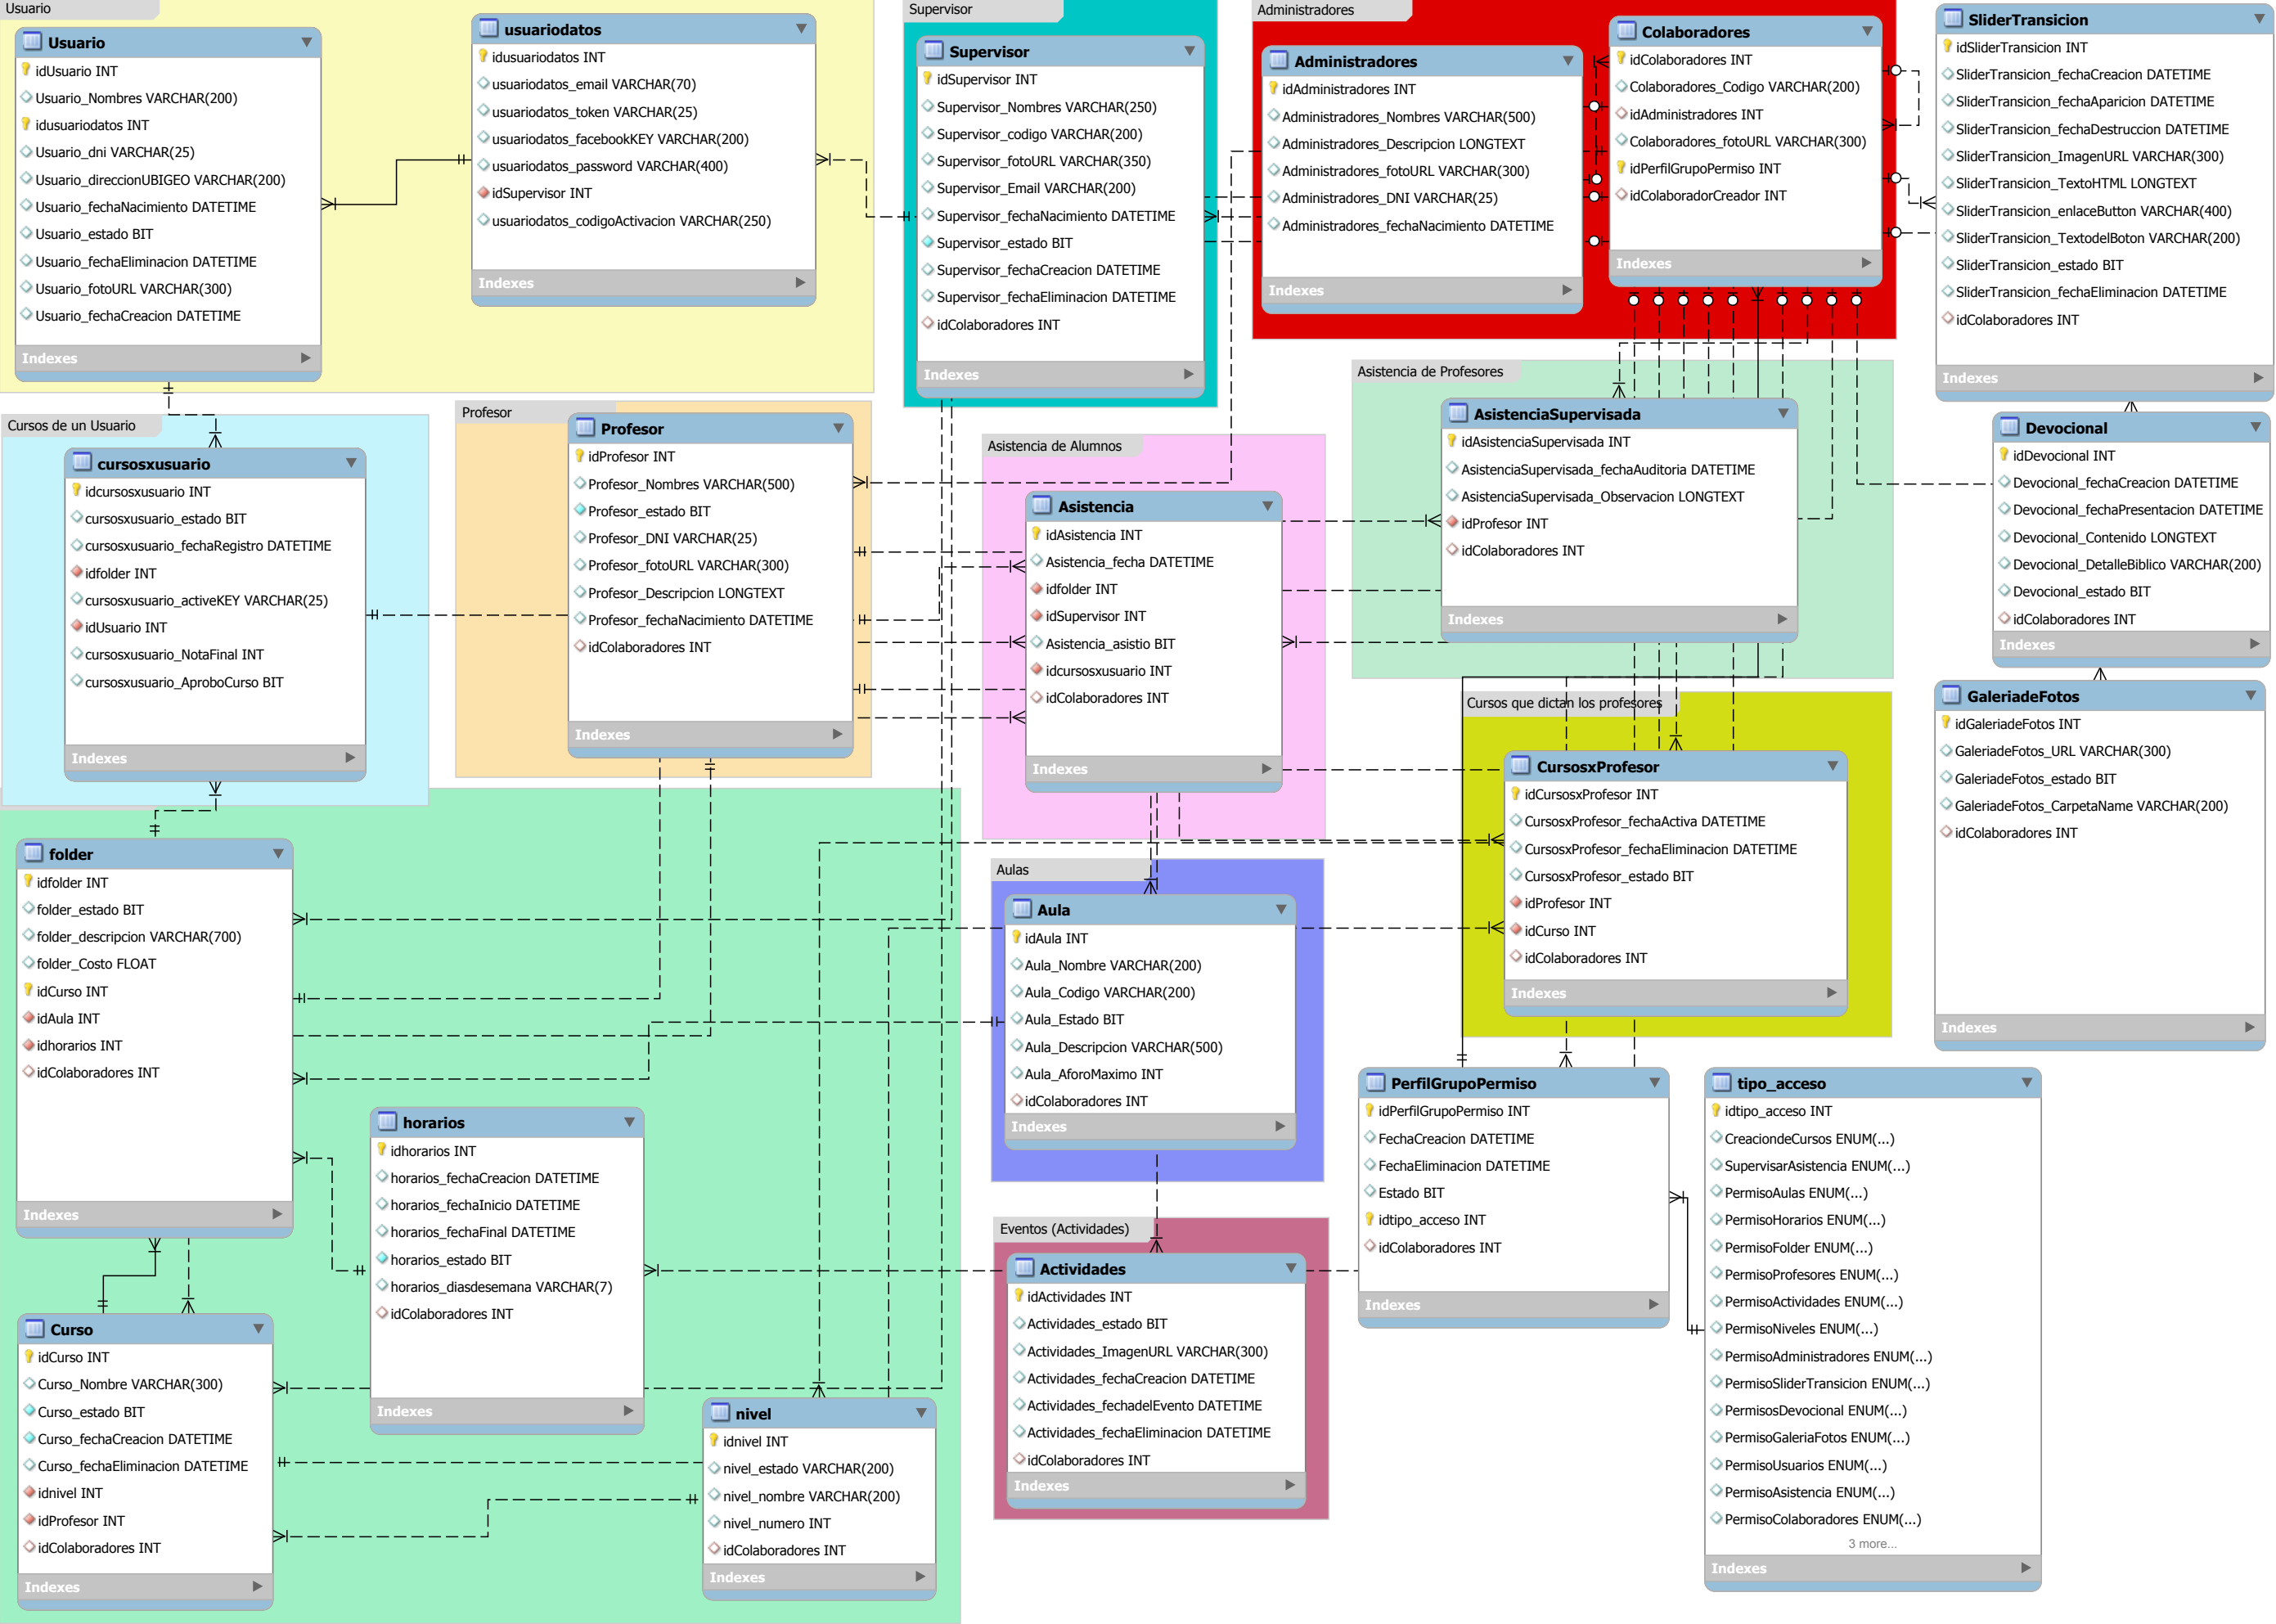 Usuario
Usuario
idUsuario INT
Usuario_Nombres VARCHAR(200)
idusuariodatos INT
Usuario_dni VARCHAR(25)
Usuario_direccionUBIGEO VARCHAR(200)
Usuario_fechaNacimiento DATETIME
Usuario_estado BIT
Usuario_fechaEliminacion DATETIME
Usuario_fotoURL VARCHAR(300)
Usuario_fechaCreacion DATETIME
Indexes
usuariodatos
idusuariodatos INT
usuariodatos_email VARCHAR(70)
usuariodatos_token VARCHAR(25)
usuariodatos_facebookKEY VARCHAR(200)
usuariodatos_password VARCHAR(400)
idSupervisor INT
usuariodatos_codigoActivacion VARCHAR(250)
Indexes
Supervisor
Supervisor
idSupervisor INT
Supervisor_Nombres VARCHAR(250)
Supervisor_codigo VARCHAR(200)
Supervisor_fotoURL VARCHAR(350)
Supervisor_Email VARCHAR(200)
Supervisor_fechaNacimiento DATETIME
Supervisor_estado BIT
Supervisor_fechaCreacion DATETIME
Supervisor_fechaEliminacion DATETIME
idColaboradores INT
Indexes
Administradores
Administradores
idAdministradores INT
Administradores_Nombres VARCHAR(500)
Administradores_Descripcion LONGTEXT
Administradores_fotoURL VARCHAR(300)
Administradores_DNI VARCHAR(25)
Administradores_fechaNacimiento DATETIME
Indexes
Colaboradores
idColaboradores INT
Colaboradores_Codigo VARCHAR(200)
idAdministradores INT
Colaboradores_fotoURL VARCHAR(300)
idPerfilGrupoPermiso INT
idColaboradorCreador INT
Indexes
SliderTransicion
idSliderTransicion INT
SliderTransicion_fechaCreacion DATETIME
SliderTransicion_fechaAparicion DATETIME
SliderTransicion_fechaDestruccion DATETIME
SliderTransicion_ImagenURL VARCHAR(300)
SliderTransicion_TextoHTML LONGTEXT
SliderTransicion_enlaceButton VARCHAR(400)
SliderTransicion_TextodelBoton VARCHAR(200)
SliderTransicion_estado BIT
SliderTransicion_fechaEliminacion DATETIME
idColaboradores INT
Indexes
Cursos de un Usuario
cursosxusuario
idcursosxusuario INT
cursosxusuario_estado BIT
cursosxusuario_fechaRegistro DATETIME
idfolder INT
cursosxusuario_activeKEY VARCHAR(25)
idUsuario INT
cursosxusuario_NotaFinal INT
cursosxusuario_AproboCurso BIT
Indexes
Profesor
Profesor
idProfesor INT
Profesor_Nombres VARCHAR(500)
Profesor_estado BIT
Profesor_DNI VARCHAR(25)
Profesor_fotoURL VARCHAR(300)
Profesor_Descripcion LONGTEXT
Profesor_fechaNacimiento DATETIME
idColaboradores INT
Indexes
Asistencia de Alumnos
Asistencia
idAsistencia INT
Asistencia_fecha DATETIME
idfolder INT
idSupervisor INT
Asistencia_asistio BIT
idcursosxusuario INT
idColaboradores INT
Indexes
Asistencia de Profesores
AsistenciaSupervisada
idAsistenciaSupervisada INT
AsistenciaSupervisada_fechaAuditoria DATETIME
AsistenciaSupervisada_Observacion LONGTEXT
idProfesor INT
idColaboradores INT
Indexes
Devocional
idDevocional INT
Devocional_fechaCreacion DATETIME
Devocional_fechaPresentacion DATETIME
Devocional_Contenido LONGTEXT
Devocional_DetalleBiblico VARCHAR(200)
Devocional_estado BIT
idColaboradores INT
Indexes
Cursos que dictan los profesores
CursosxProfesor
idCursosxProfesor INT
CursosxProfesor_fechaActiva DATETIME
CursosxProfesor_fechaEliminacion DATETIME
CursosxProfesor_estado BIT
idProfesor INT
idCurso INT
idColaboradores INT
Indexes
GaleriadeFotos
idGaleriadeFotos INT
GaleriadeFotos_URL VARCHAR(300)
GaleriadeFotos_estado BIT
GaleriadeFotos_CarpetaName VARCHAR(200)
idColaboradores INT
Indexes
folder
idfolder INT
folder_estado BIT
folder_descripcion VARCHAR(700)
folder_Costo FLOAT
idCurso INT
idAula INT
idhorarios INT
idColaboradores INT
Indexes
Aulas
Aula
idAula INT
Aula_Nombre VARCHAR(200)
Aula_Codigo VARCHAR(200)
Aula_Estado BIT
Aula_Descripcion VARCHAR(500)
Aula_AforoMaximo INT
idColaboradores INT
Indexes
horarios
idhorarios INT
horarios_fechaCreacion DATETIME
horarios_fechaInicio DATETIME
horarios_fechaFinal DATETIME
horarios_estado BIT
horarios_diasdesemana VARCHAR(7)
idColaboradores INT
Indexes
PerfilGrupoPermiso
idPerfilGrupoPermiso INT
FechaCreacion DATETIME
FechaEliminacion DATETIME
Estado BIT
idtipo_acceso INT
idColaboradores INT
Indexes
tipo_acceso
idtipo_acceso INT
CreaciondeCursos ENUM(...)
SupervisarAsistencia ENUM(...)
PermisoAulas ENUM(...)
PermisoHorarios ENUM(...)
PermisoFolder ENUM(...)
PermisoProfesores ENUM(...)
PermisoActividades ENUM(...)
PermisoNiveles ENUM(...)
PermisoAdministradores ENUM(...)
PermisoSliderTransicion ENUM(...)
PermisosDevocional ENUM(...)
PermisoGaleriaFotos ENUM(...)
PermisoUsuarios ENUM(...)
PermisoAsistencia ENUM(...)
PermisoColaboradores ENUM(...)
3 more...
Indexes
Eventos (Actividades)
Actividades
idActividades INT
Actividades_estado BIT
Actividades_ImagenURL VARCHAR(300)
Actividades_fechaCreacion DATETIME
Actividades_fechadelEvento DATETIME
Actividades_fechaEliminacion DATETIME
idColaboradores INT
Indexes
Curso
idCurso INT
Curso_Nombre VARCHAR(300)
Curso_estado BIT
Curso_fechaCreacion DATETIME
Curso_fechaEliminacion DATETIME
idnivel INT
idProfesor INT
idColaboradores INT
Indexes
nivel
idnivel INT
nivel_estado VARCHAR(200)
nivel_nombre VARCHAR(200)
nivel_numero INT
idColaboradores INT
Indexes